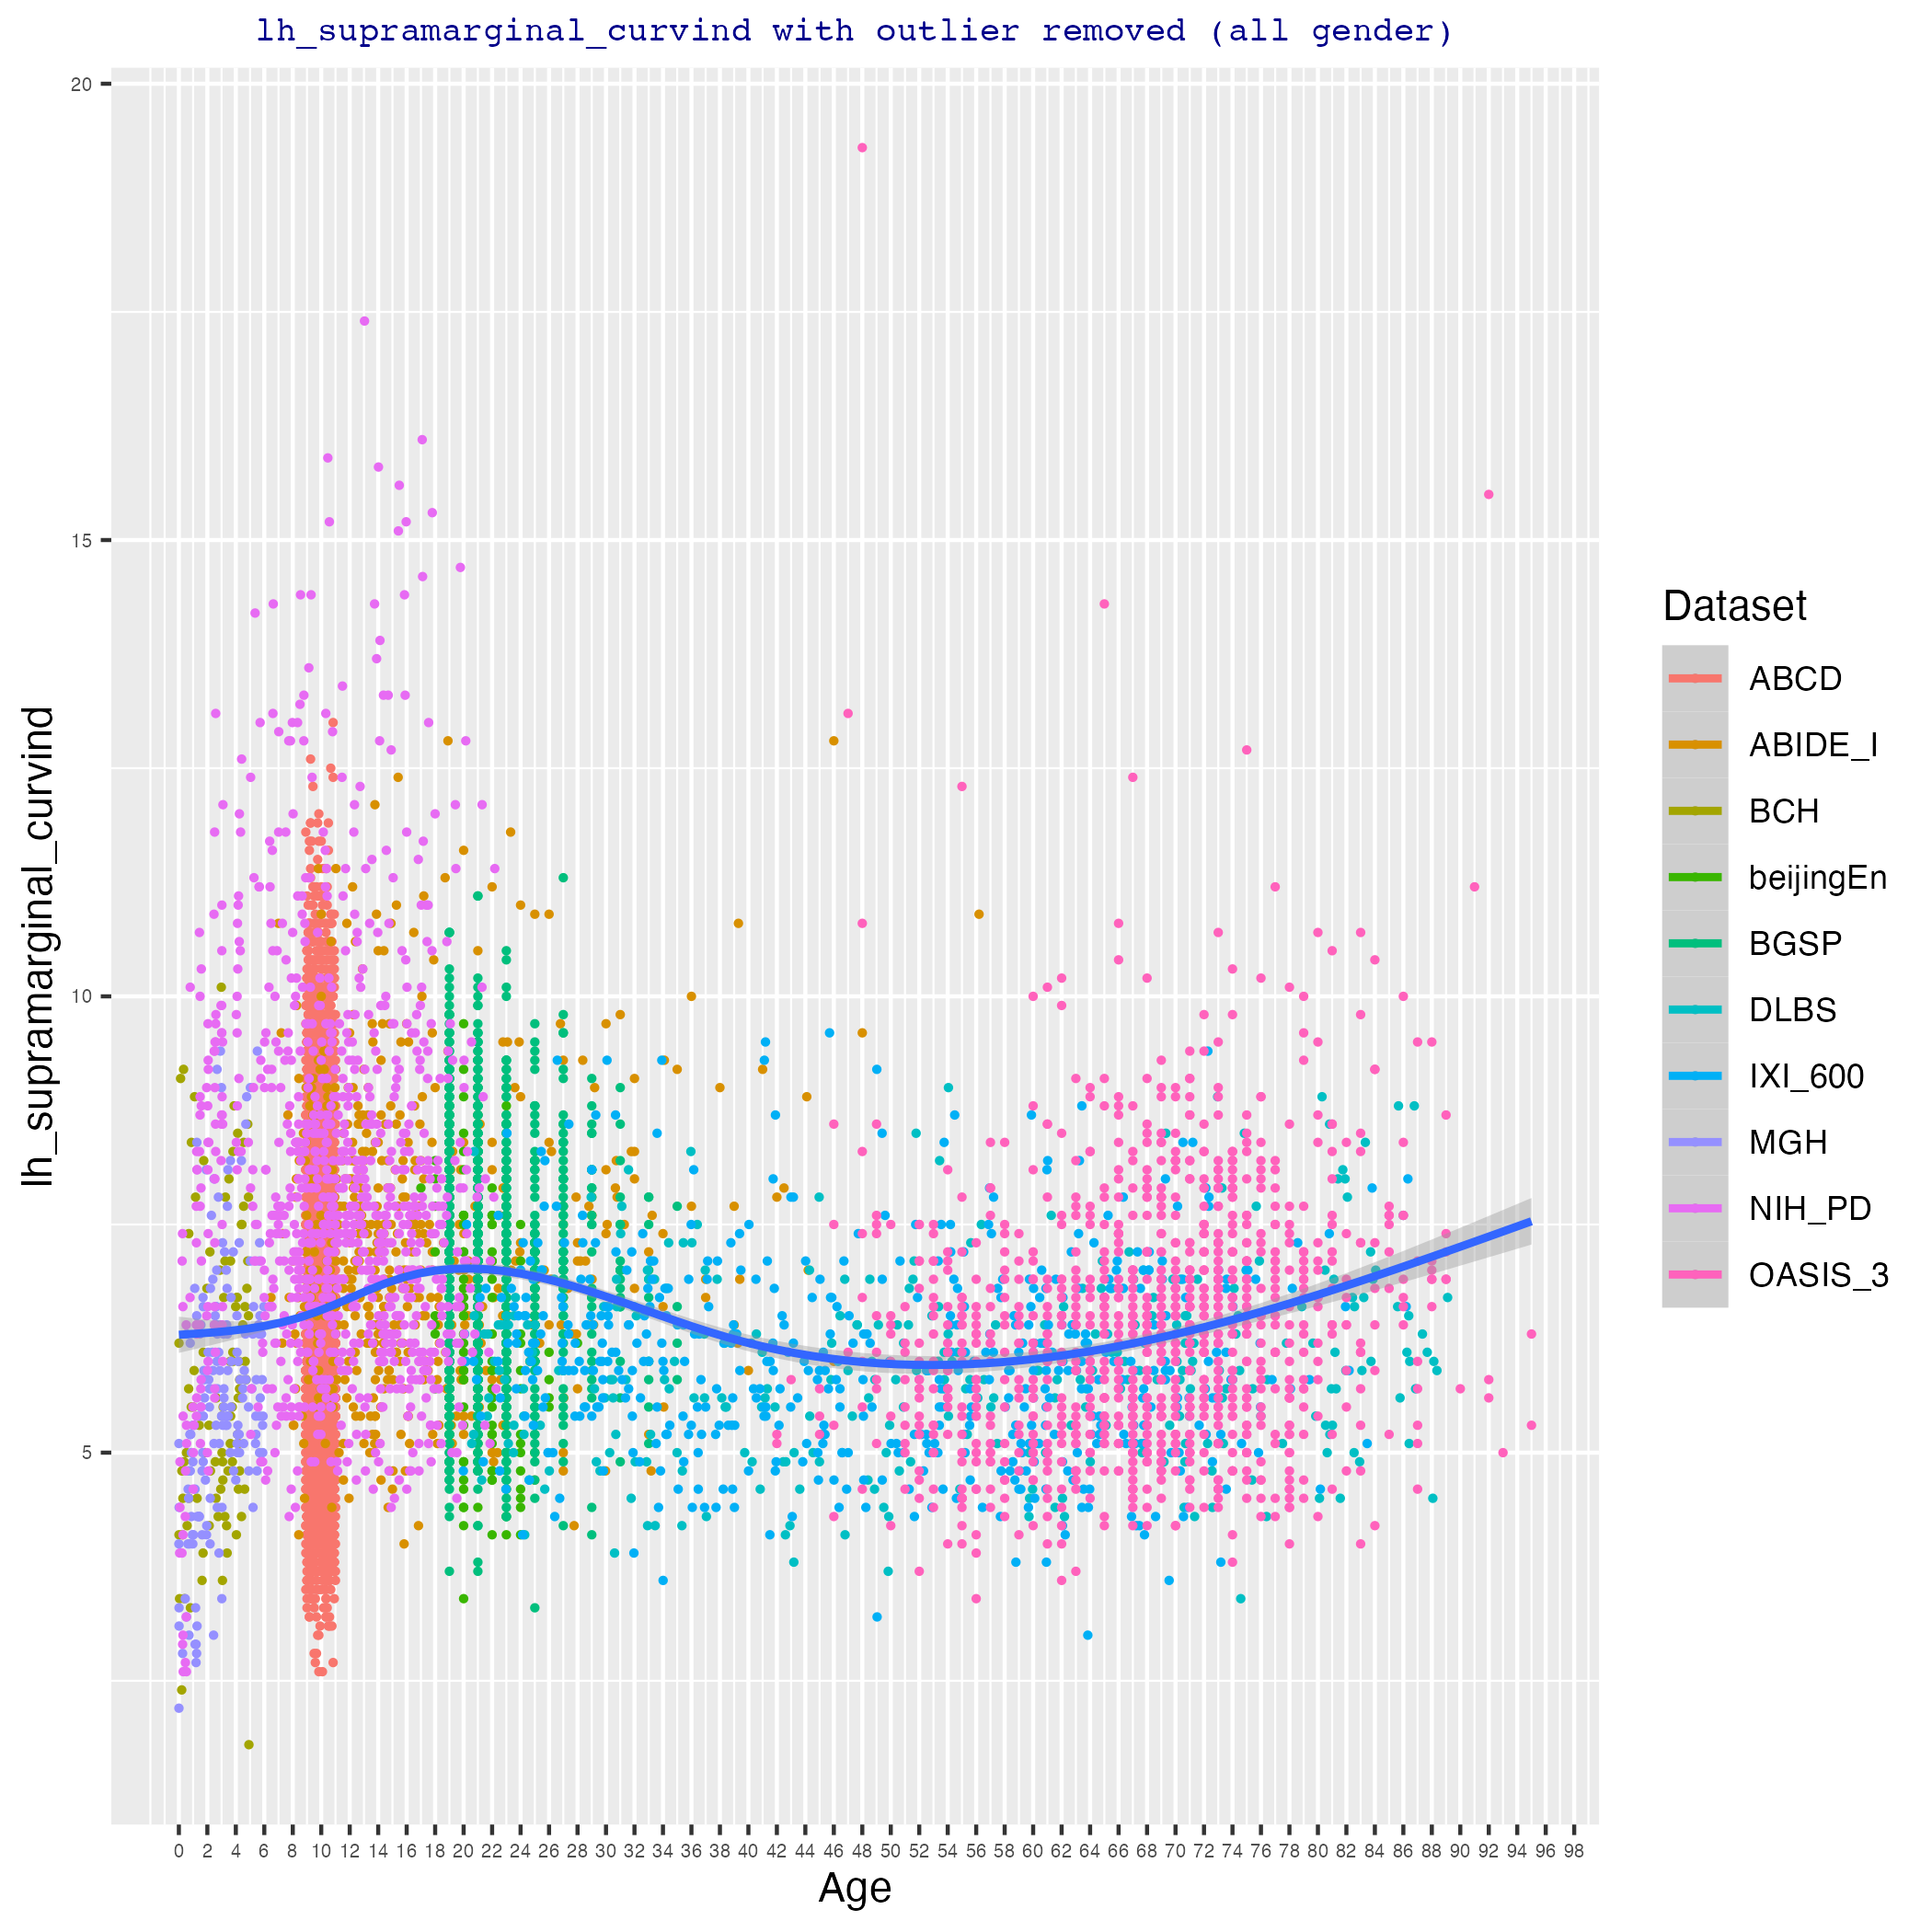 lh_supramarginal_curvind with outlier removed (all gender)
20
15
10
5
lh_supramarginal_curvind
0 2 4 6 8 10 12 14 16 18 20 22 24 26 28 30 32 34 36 38 40 42 44 46 48 50 52 54 56 58 60 62 64 66 68 70 72 74 76 78 80 82 84 86 88 90 92 94 96 98
Age
Dataset
ABCD
ABIDE_I
BCH
beijingEn
BGSP
DLBS
IXI_600
MGH
NIH_PD
OASIS_3